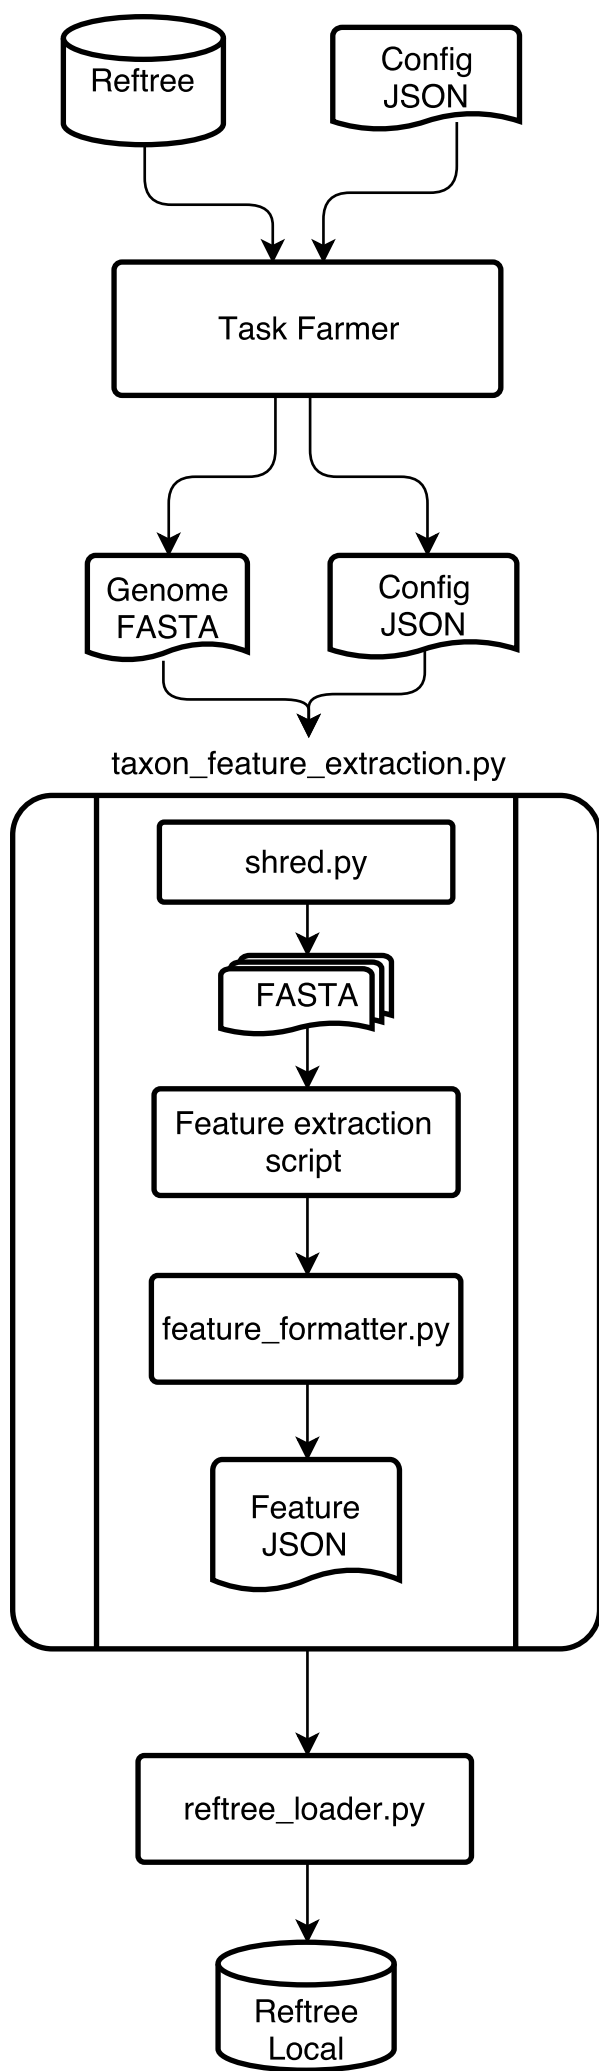 Reftree
Config
JSON
Task Farmer
Genome
FASTA
Config
JSON
taxon_feature_extraction.py
shred.py
FASTA
Feature extraction
script
feature_formatter.py
Feature
JSON
reftree_loader.py
Reftree
Local